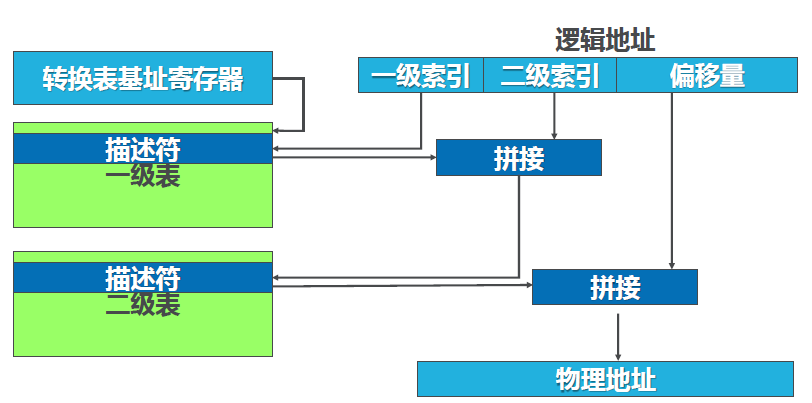 逻辑地址
转换表基址寄存器
一级索引
二级索引
偏移量
描述符
一级表
拼接
描述符
二级表
拼接
物理地址